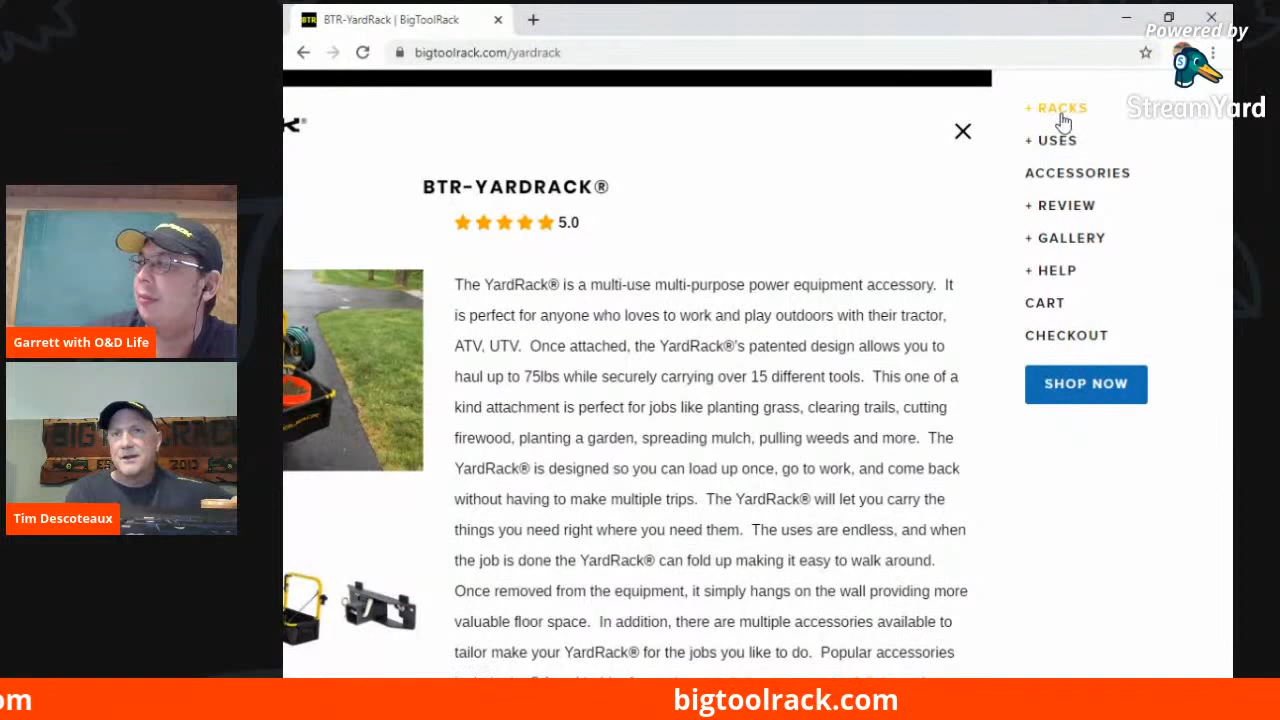 BTR
BTR-YardRack | BigToolRack
bigtoolrack.com/yardrack
Powered by
StreamYard
+ RACKS
+ USES
ACCESSORIES
+ REVIEW
+ GALLERY
+ HELP
CART
CHECKOUT
SHOP NOW
BTR-YARDRACK®
5.0
The YardRack® is a multi-use multi-purpose power equipment accessory. It
is perfect for anyone who loves to work and play outdoors with their tractor,
ATV, UTV. Once attached, the YardRack®'s patented design allows you to
haul up to 75lbs while securely carrying over 15 different tools. This one of a
kind attachment is perfect for jobs like planting grass, clearing trails, cutting
firewood, planting a garden, spreading mulch, pulling weeds and more. The
YardRack® is designed so you can load up once, go to work, and come back
without having to make multiple trips. The YardRack® will let you carry the
things you need right where you need them. The uses are endless, and when
the job is done the YardRack® can fold up making it easy to walk around.
Once removed from the equipment, it simply hangs on the wall providing more
valuable floor space. In addition, there are multiple accessories available to
tailor make your YardRack® for the jobs you like to do. Popular accessories
Garrett with O&D Life
BIGTOOLRACK
Tim Descoteaux
om
bigtoolrack.com